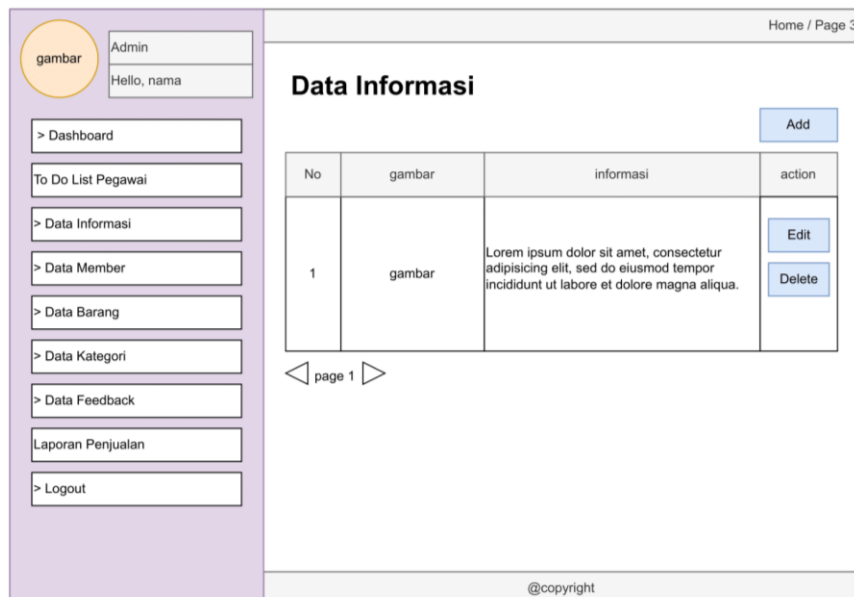 gambar
Admin
Hello, nama
> Dashboard
To Do List Pegawai
> Data Informasi
> Data Member
> Data Barang
> Data Kategori
> Data Feedback
Laporan Penjualan
> Logout
Home / Page 3
Data Informasi
Add
No gambar informasi action
1 gambar
Lorem ipsum dolor sit amet, consectetur
adipisicing elit, sed do eiusmod tempor
incididunt ut labore et dolore magna aliqua.
Edit
Delete
page 1
@copyright